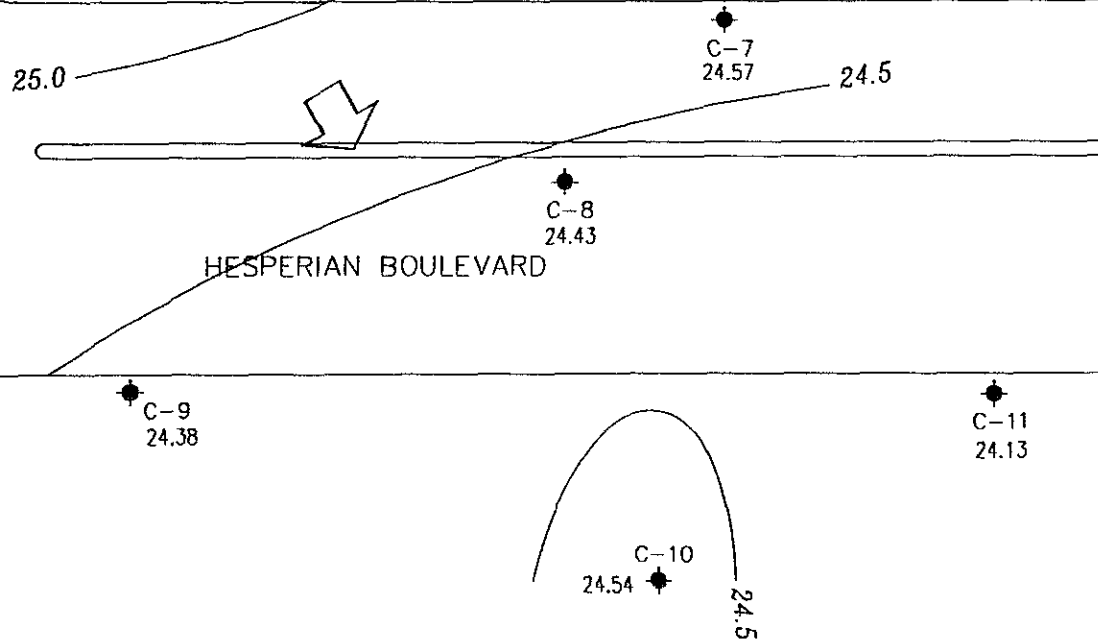 C-7
24.57
25.0
24.5
C-8
24.43
HESPERIAN BOULEVARD
C-9
24.38
C-11
24.13
C-10
24.54
24.5